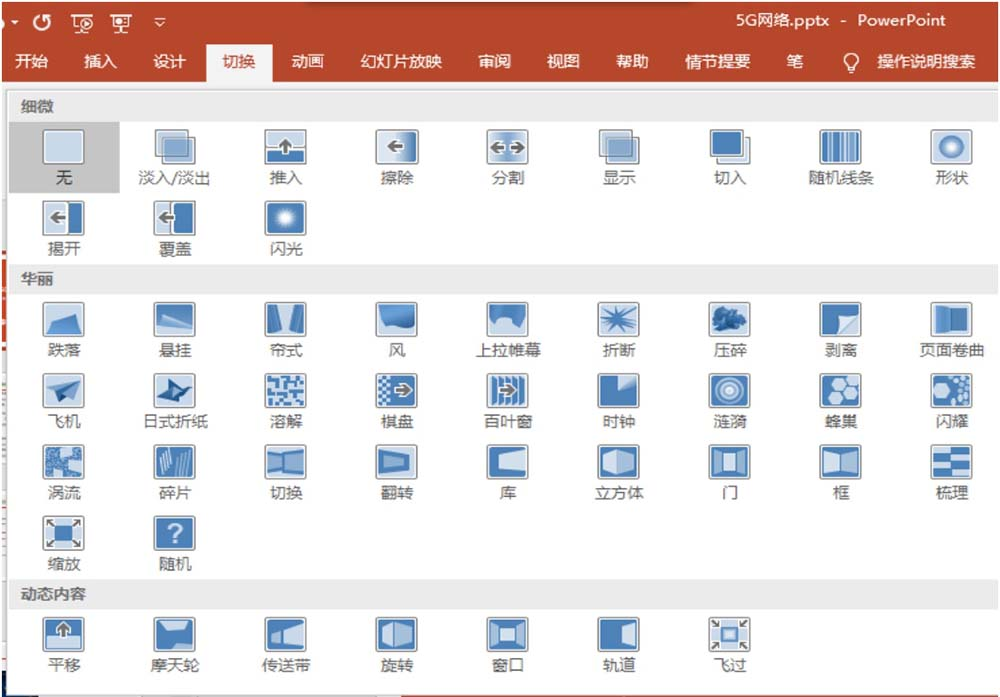 5G网络.pptx - PowerPoint
开始 插入 设计 切换 动画 幻灯片放映 审阅 视图 帮助 情节提要 笔 操作说明搜索
细微
无 淡入/淡出 推入 擦除 分割 显示 切入 随机线条 形状
揭开 覆盖 闪光
华丽
跌落 悬挂 帘式 风 上拉帷幕 折断 压碎 剥离 页面卷曲
飞机 日式折纸 溶解 棋盘 百叶窗 时钟 涟漪 蜂巢 闪耀
涡流 碎片 切换 翻转 库 立方体 门 框 梳理
缩放 随机
动态内容
平移 摩天轮 传送带 旋转 窗口 轨道 飞过